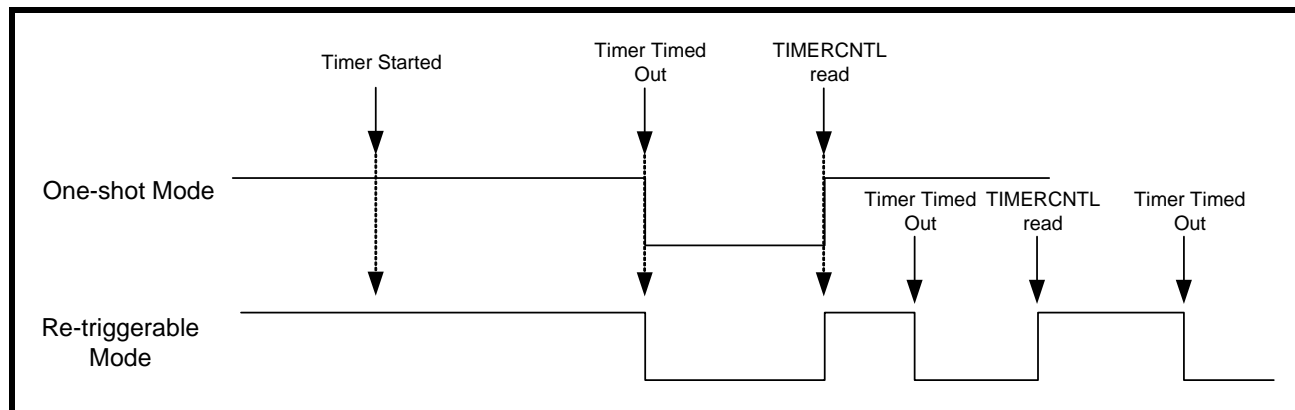 Timer Started
Timer Timed
Out
TIMERCNTL
read
One-shot Mode
Timer Timed
Out
TIMERCNTL
read
Timer Timed
Out
Re-triggerable
Mode